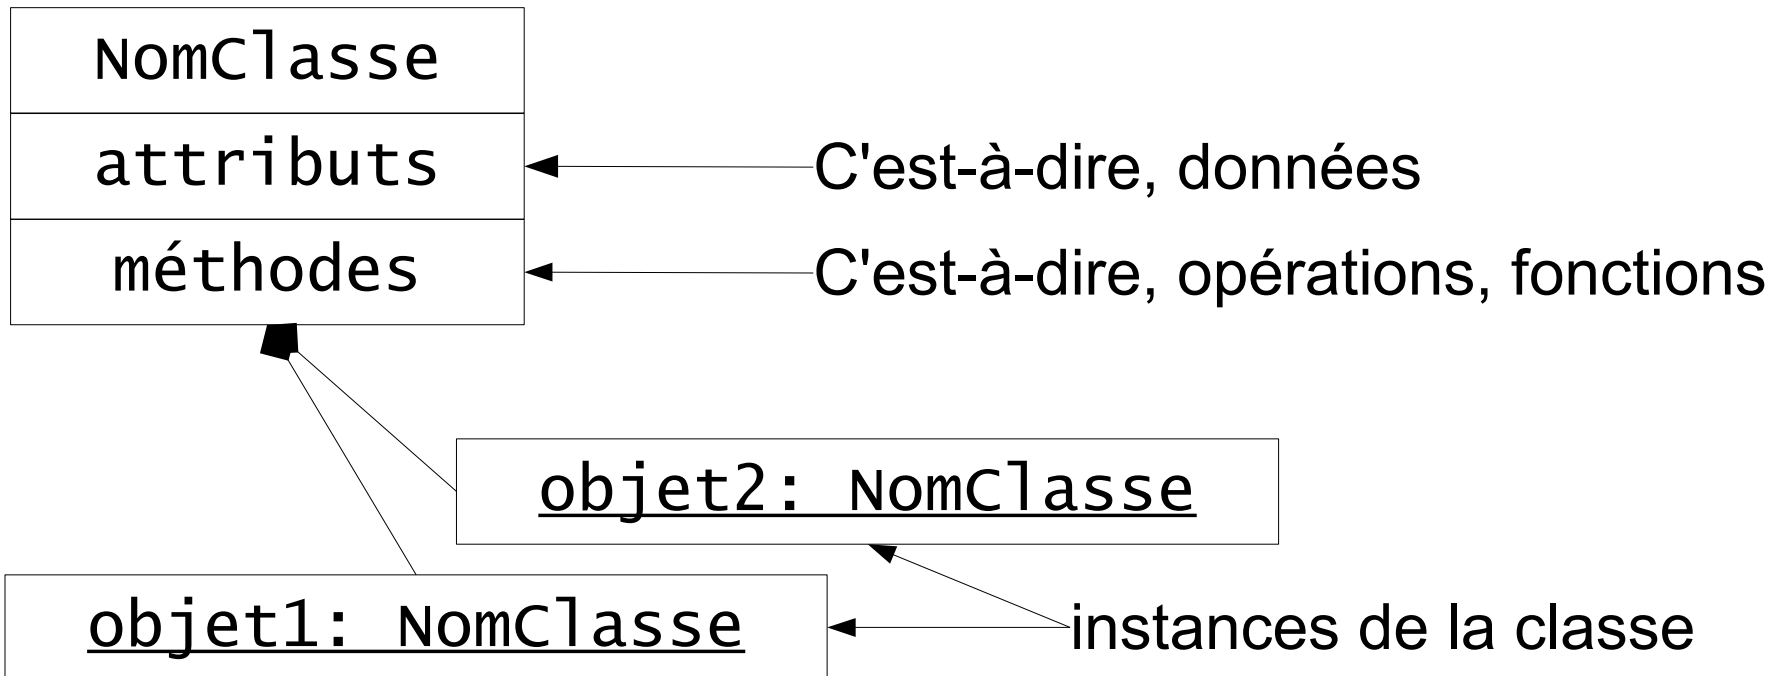 NomClasse
attributs
C'est-à-dire, données
méthodes
C'est-à-dire, opérations, fonctions
objet2: NomClasse
objet1: NomClasse
instances de la classe